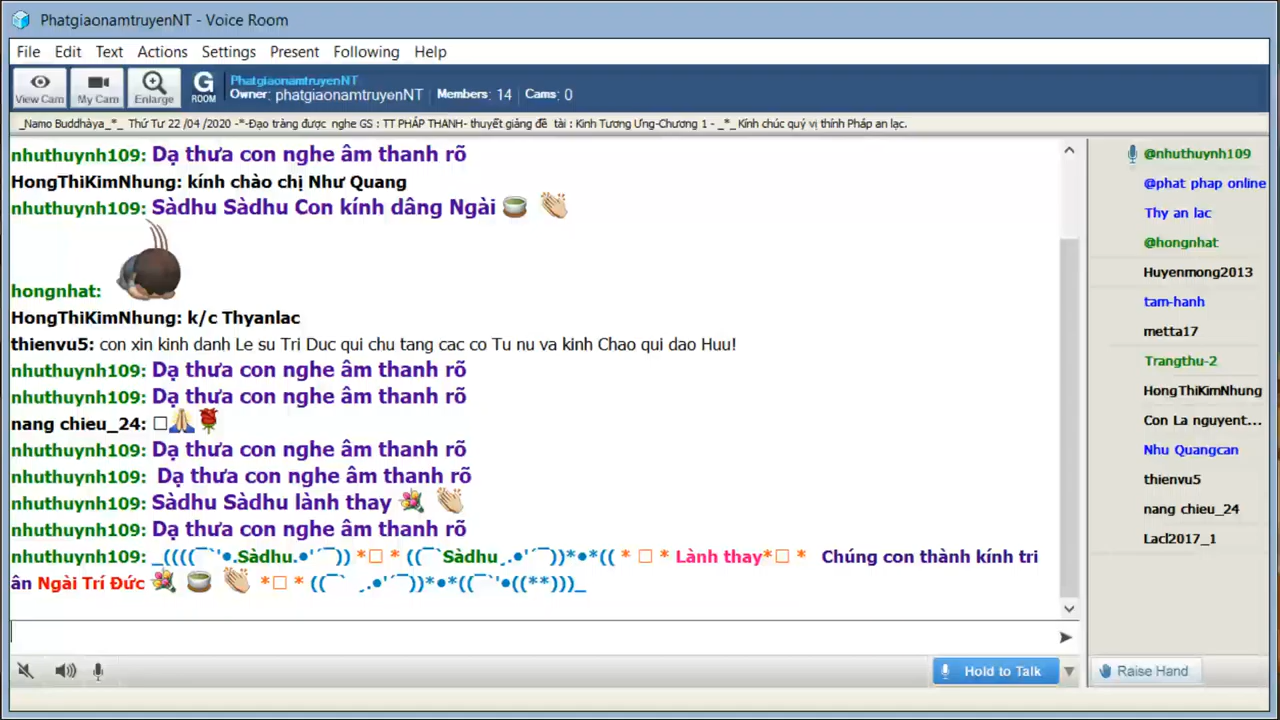 PhatgiaonamtruyenNT - Voice Room
File Edit Text Actions Settings Present Following Help
View Cam My Cam Enlarge G ROOM
PhatgiaonamtruyenNT
Owner: phatgiaonamtruyenNT Members: 14 Cams: 0
_Namo Buddhàya_*_ Thứ Tư 22 /04 /2020 -*-Đạo tràng được nghe GS : TT PHÁP THANH- thuyết giảng đề tài : Kinh Tương Ưng-Chương 1 - _*_ Kính chúc quý vị thính Pháp an lạc.
nhuthuynh109: Dạ thưa con nghe âm thanh rõ
HongThiKimNhung: kính chào chị Như Quang
nhuthuynh109: Sàdhu Sàdhu Con kính dâng Ngài 🍵 👏
hongnhat:
HongThiKimNhung: k/c Thyanlac
thienvu5: con xin kinh danh Le su Tri Duc qui chu tang cac co Tu nu va kinh Chao qui dao Huu!
nhuthuynh109: Dạ thưa con nghe âm thanh rõ
nhuthuynh109: Dạ thưa con nghe âm thanh rõ
nang chieu_24: □🙏🌹
nhuthuynh109: Dạ thưa con nghe âm thanh rõ
nhuthuynh109: Dạ thưa con nghe âm thanh rõ
nhuthuynh109: Sàdhu Sàdhu lành thay 💐 👏
nhuthuynh109: Dạ thưa con nghe âm thanh rõ
nhuthuynh109: _((((¯`'•.Sàdhu.•'´¯)) *□ * ((¯`Sàdhu¸.•'´¯))*•*(( * □ * Lành thay*□ * Chúng con thành kính tri
ân Ngài Trí Đức 💐 🍵 👏 *□ * ((¯` ¸.•'´¯))*•*((¯`'•((**)))_
@nhuthuynh109
@phat phap online
Thy an lac
@hongnhat
Huyenmong2013
tam-hanh
metta17
Trangthu-2
HongThiKimNhung
Con La nguyent...
Nhu Quangcan
thienvu5
nang chieu_24
Lacl2017_1
Hold to Talk
Raise Hand